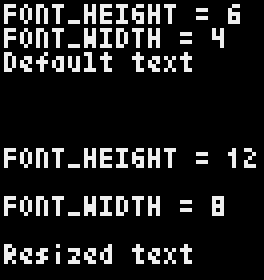 FONT_HEIGHT = 6
FONT_WIDTH = 4
Default text
FONT_HEIGHT = 12
FONT_WIDTH = 8
Resized text